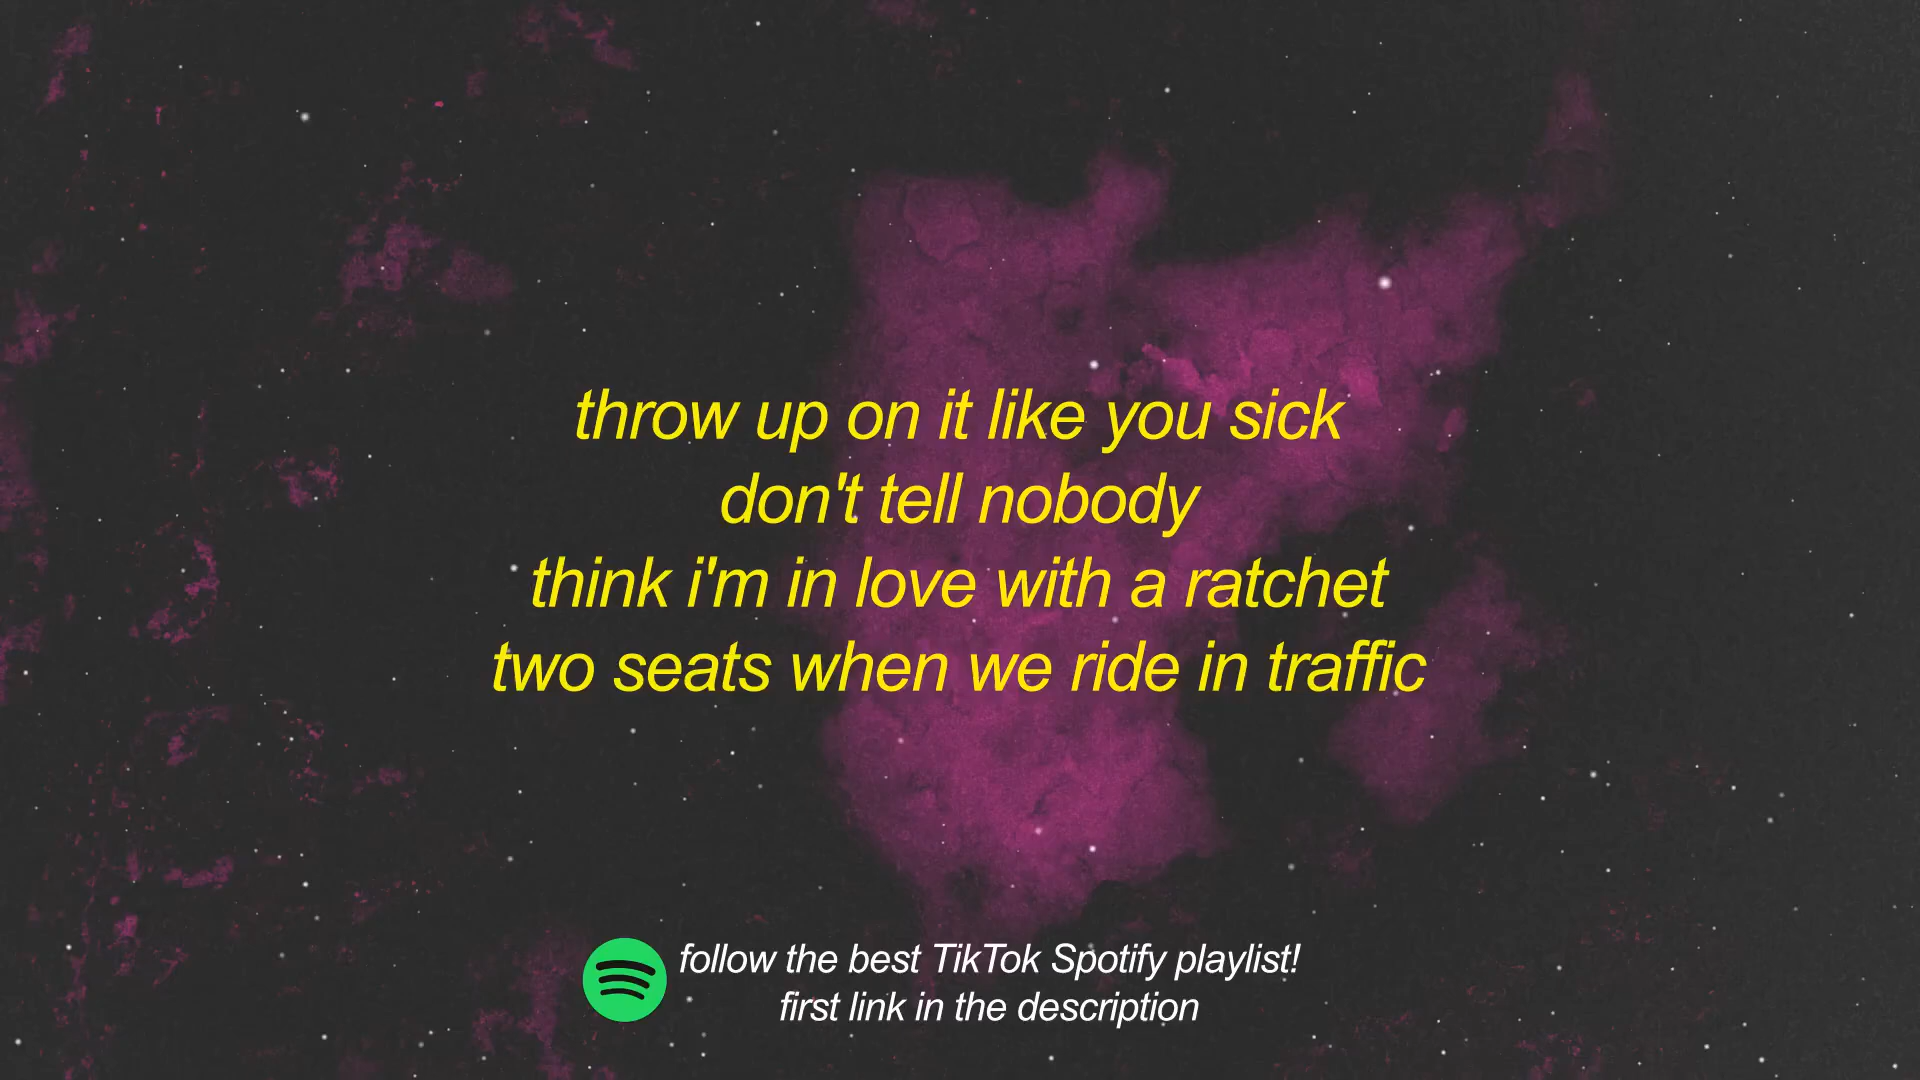 throw up on it like you sick
don't tell nobody
think i'm in love with a ratchet
two seats when we ride in traffic
follow the best TikTok Spotify playlist!
first link in the description